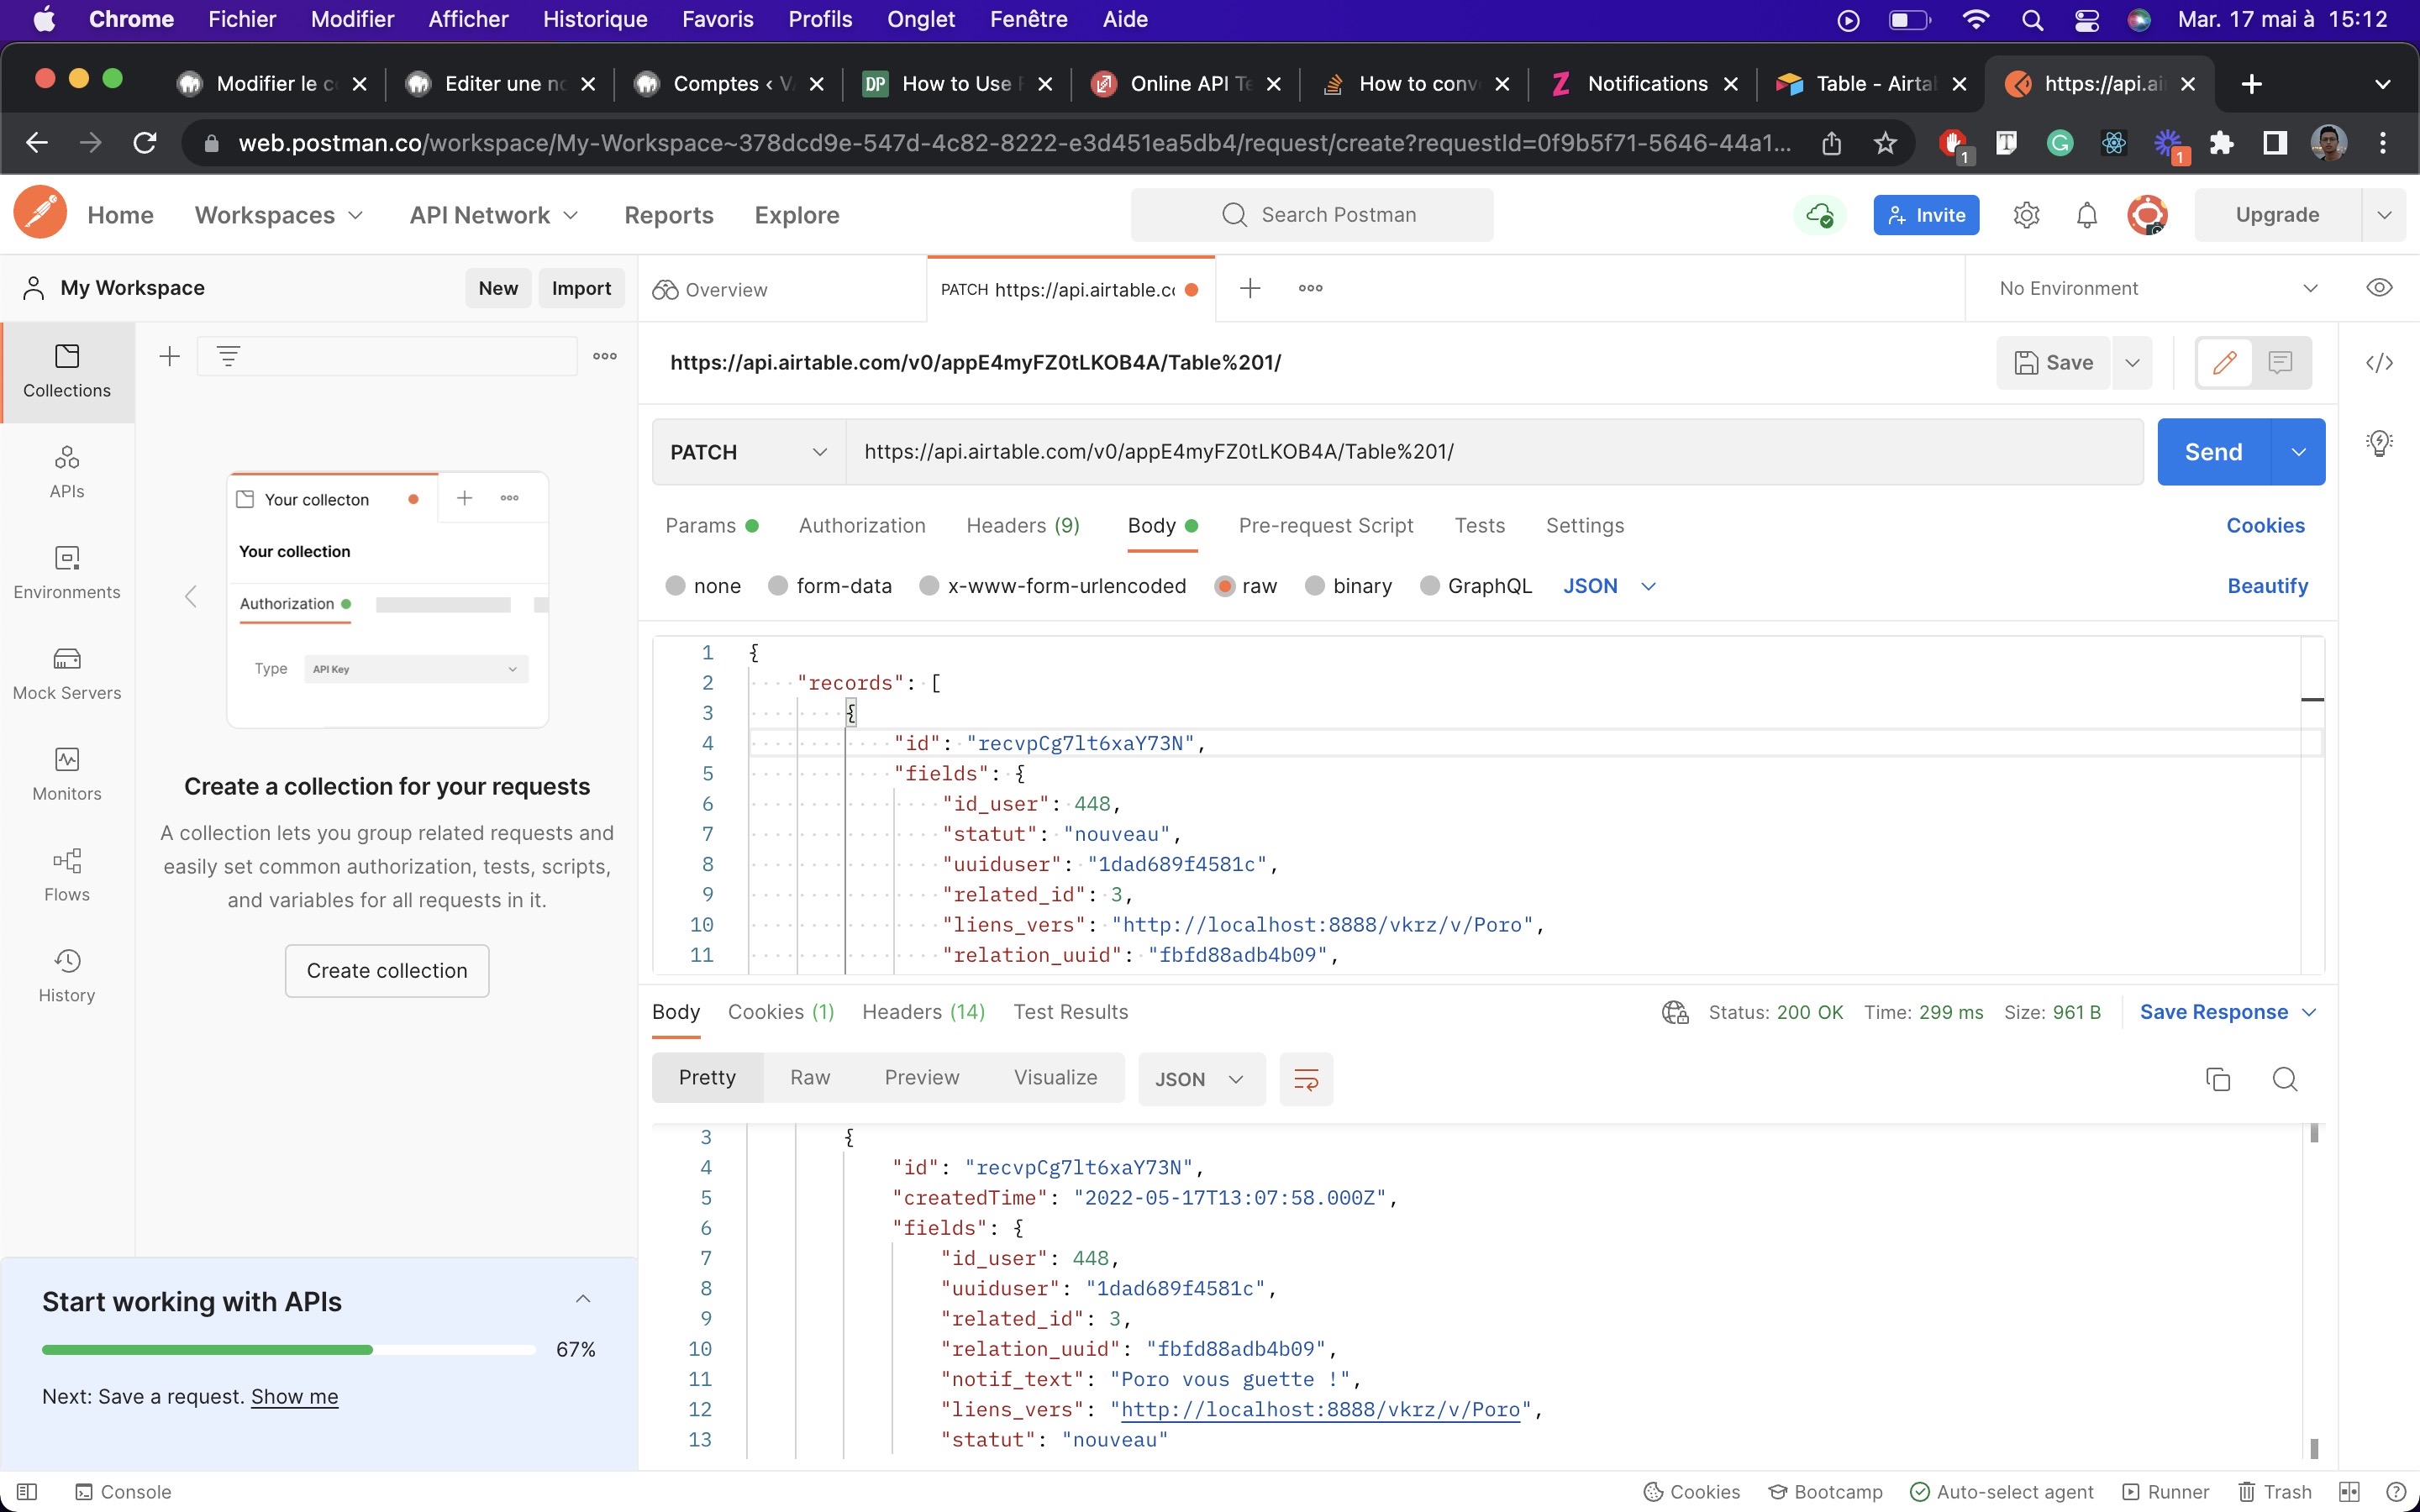 Chrome Fichier Modifier Afficher Historique Favoris Profils Onglet Fenêtre Aide Mar. 17 mai à 15:12
Modifier le c Editer une no Comptes ‹ V DP How to Use Online API Te How to conv Notifications Table - Airta https://api.ai
web.postman.co/workspace/My-Workspace~378dcd9e-547d-4c82-8222-e3d451ea5db4/request/create?requestId=0f9b5f71-5646-44a1... 1 1
Home Workspaces API Network Reports Explore Search Postman Invite Upgrade
My Workspace New Import Overview PATCH https://api.airtable.c No Environment
Collections
https://api.airtable.com/v0/appE4myFZ0tLKOB4A/Table%201/ Save
PATCH https://api.airtable.com/v0/appE4myFZ0tLKOB4A/Table%201/ Send
APIs
Environments
Mock Servers
Monitors
Flows
History
Your collecton
Your collection
Authorization
Type API Key
Create a collection for your requests
A collection lets you group related requests and
easily set common authorization, tests, scripts,
and variables for all requests in it.
Create collection
Start working with APIs
67%
Next: Save a request. Show me
Params Authorization Headers (9) Body Pre-request Script Tests Settings Cookies
none form-data x-www-form-urlencoded raw binary GraphQL JSON Beautify
1 {
2 "records": [
3 {
4 "id": "recvpCg7lt6xaY73N",
5 "fields": {
6 "id_user": 448,
7 "statut": "nouveau",
8 "uuiduser": "1dad689f4581c",
9 "related_id": 3,
10 "liens_vers": "http://localhost:8888/vkrz/v/Poro",
11 "relation_uuid": "fbfd88adb4b09",
Body Cookies (1) Headers (14) Test Results Status: 200 OK Time: 299 ms Size: 961 B Save Response
Pretty Raw Preview Visualize JSON
3 {
4 "id": "recvpCg7lt6xaY73N",
5 "createdTime": "2022-05-17T13:07:58.000Z",
6 "fields": {
7 "id_user": 448,
8 "uuiduser": "1dad689f4581c",
9 "related_id": 3,
10 "relation_uuid": "fbfd88adb4b09",
11 "notif_text": "Poro vous guette !",
12 "liens_vers": "http://localhost:8888/vkrz/v/Poro",
13 "statut": "nouveau"
Console Cookies Bootcamp Auto-select agent Runner Trash